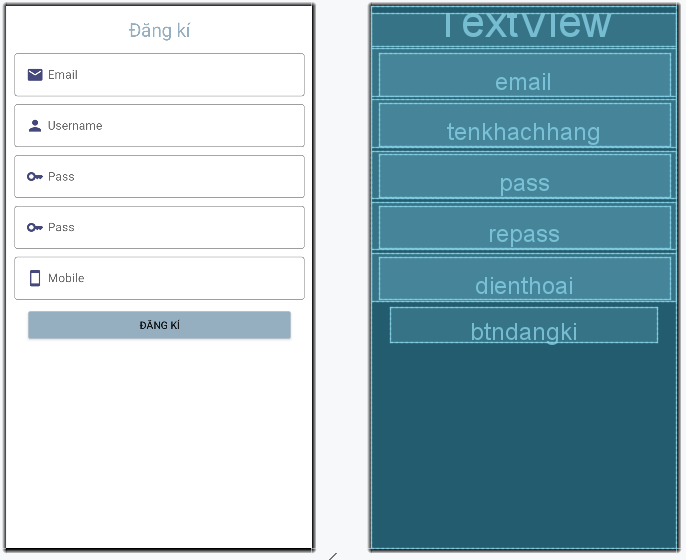 Đăng kí
Email
Username
Pass
Pass
Mobile
ĐĂNG KÍ
TextView
email
tenkhachhang
pass
repass
dienthoai
btndangki